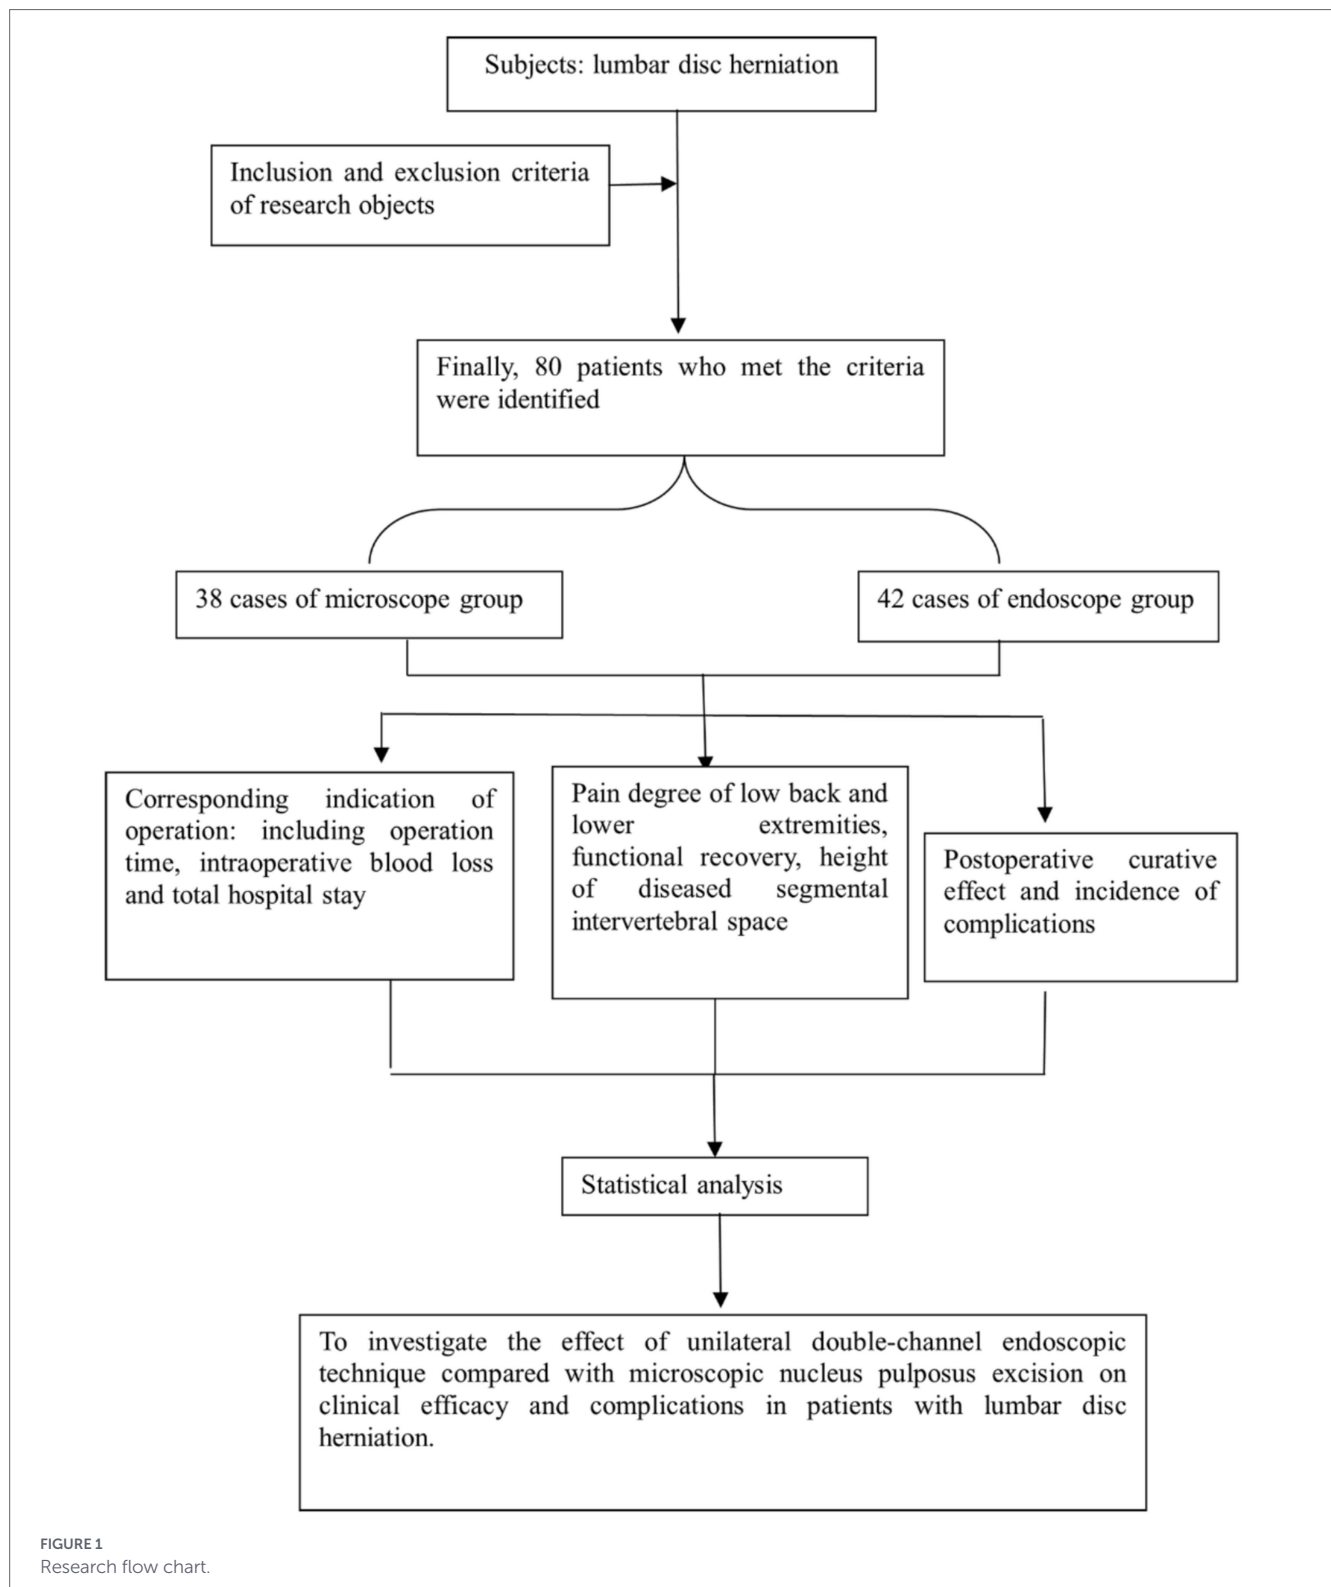 Subjects: lumbar disc herniation
Inclusion and exclusion criteria
of research objects
Finally, 80 patients who met the criteria
were identified
38 cases of microscope group
42 cases of endoscope group
Corresponding indication of
operation: including operation
time, intraoperative blood loss
and total hospital stay
Pain degree of low back and
lower extremities,
functional recovery, height
of diseased segmental
intervertebral space
Postoperative curative
effect and incidence of
complications
Statistical analysis
To investigate the effect of unilateral double-channel endoscopic
technique compared with microscopic nucleus pulposus excision on
clinical efficacy and complications in patients with lumbar disc
herniation.
FIGURE 1
Research flow chart.